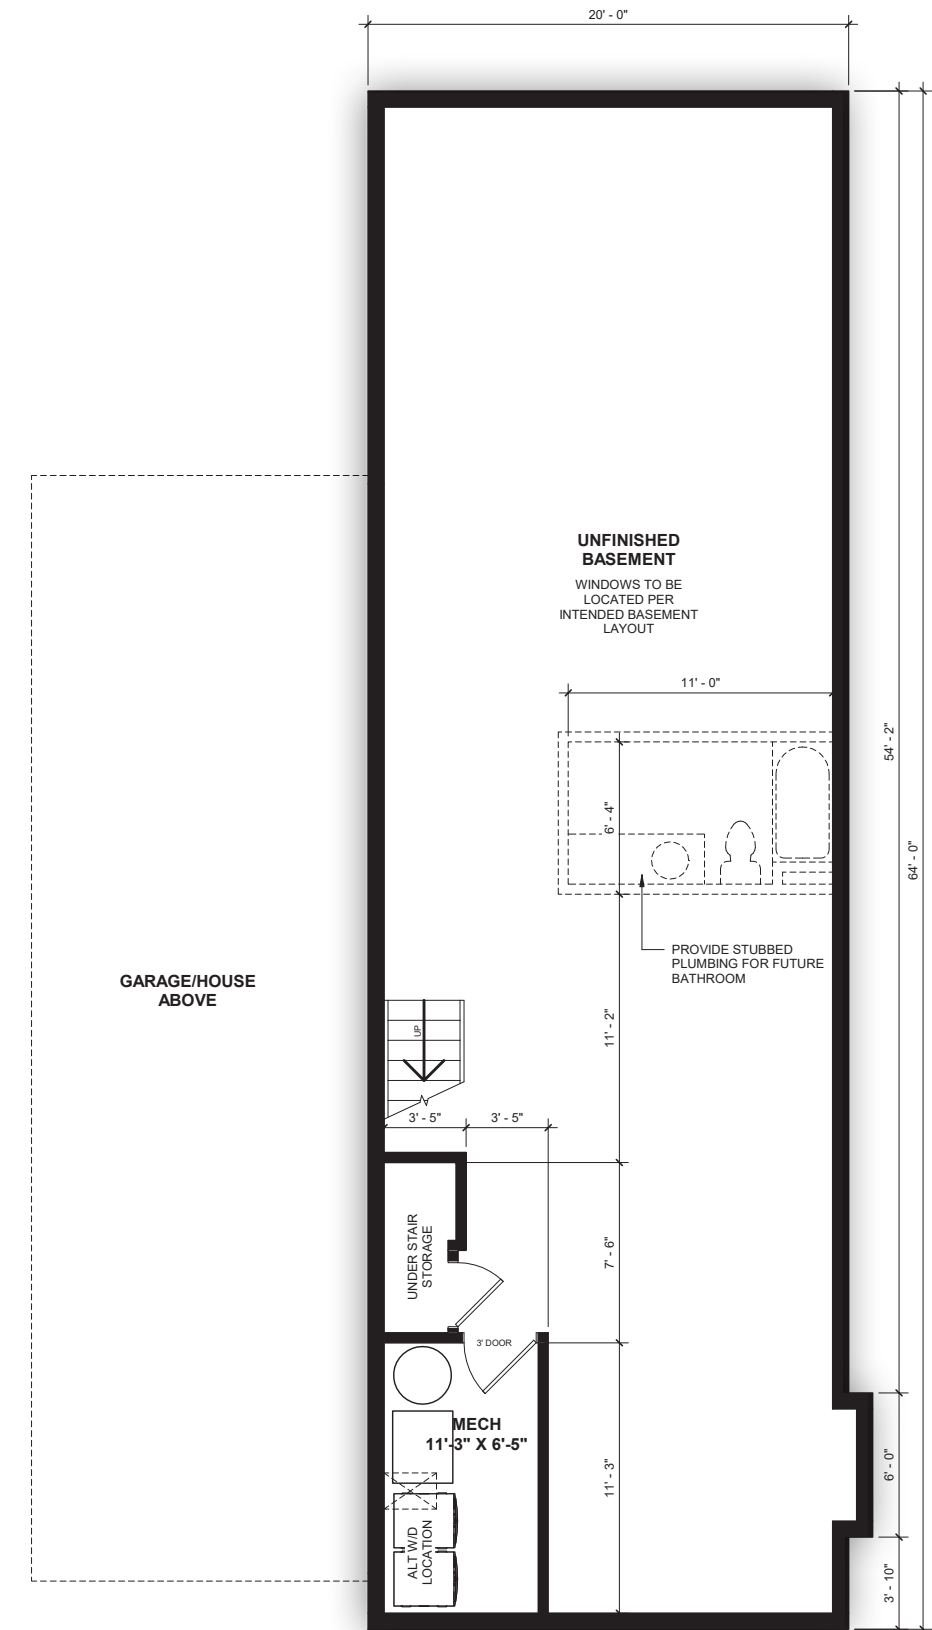 20' - 0"
UNFINISHED
BASEMENT
WINDOWS TO BE
LOCATED PER
INTENDED BASEMENT
LAYOUT
11' - 0"
54' - 2"
6' - 4"
64' - 0"
PROVIDE STUBBED
PLUMBING FOR FUTURE
BATHROOM
GARAGE/HOUSE
ABOVE
UP
11' - 2"
3' - 5"
3' - 5"
UNDER STAIR
STORAGE
7' - 6"
3' DOOR
MECH
11'-3" X 6'-5"
11' - 3"
6' - 0"
ALT W/D
LOCATION
3' - 10"